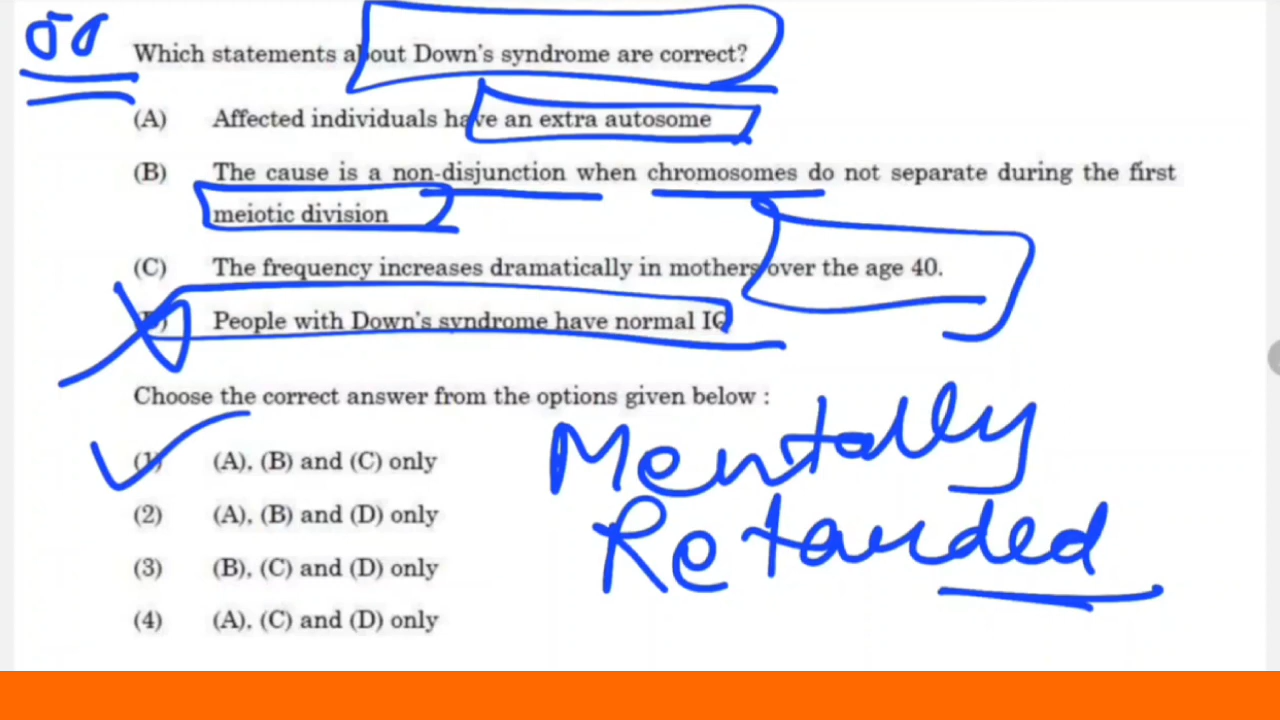 50
Which statements about Down's syndrome are correct?
(A) Affected individuals have an extra autosome
(B) The cause is a non-disjunction when chromosomes do not separate during the first
meiotic division
(C) The frequency increases dramatically in mothers over the age 40.
People with Down's syndrome have normal IQ
Choose the correct answer from the options given below :
(1) (A), (B) and (C) only
(2) (A), (B) and (D) only
(3) (B), (C) and (D) only
(4) (A), (C) and (D) only
Mentally
Retarded